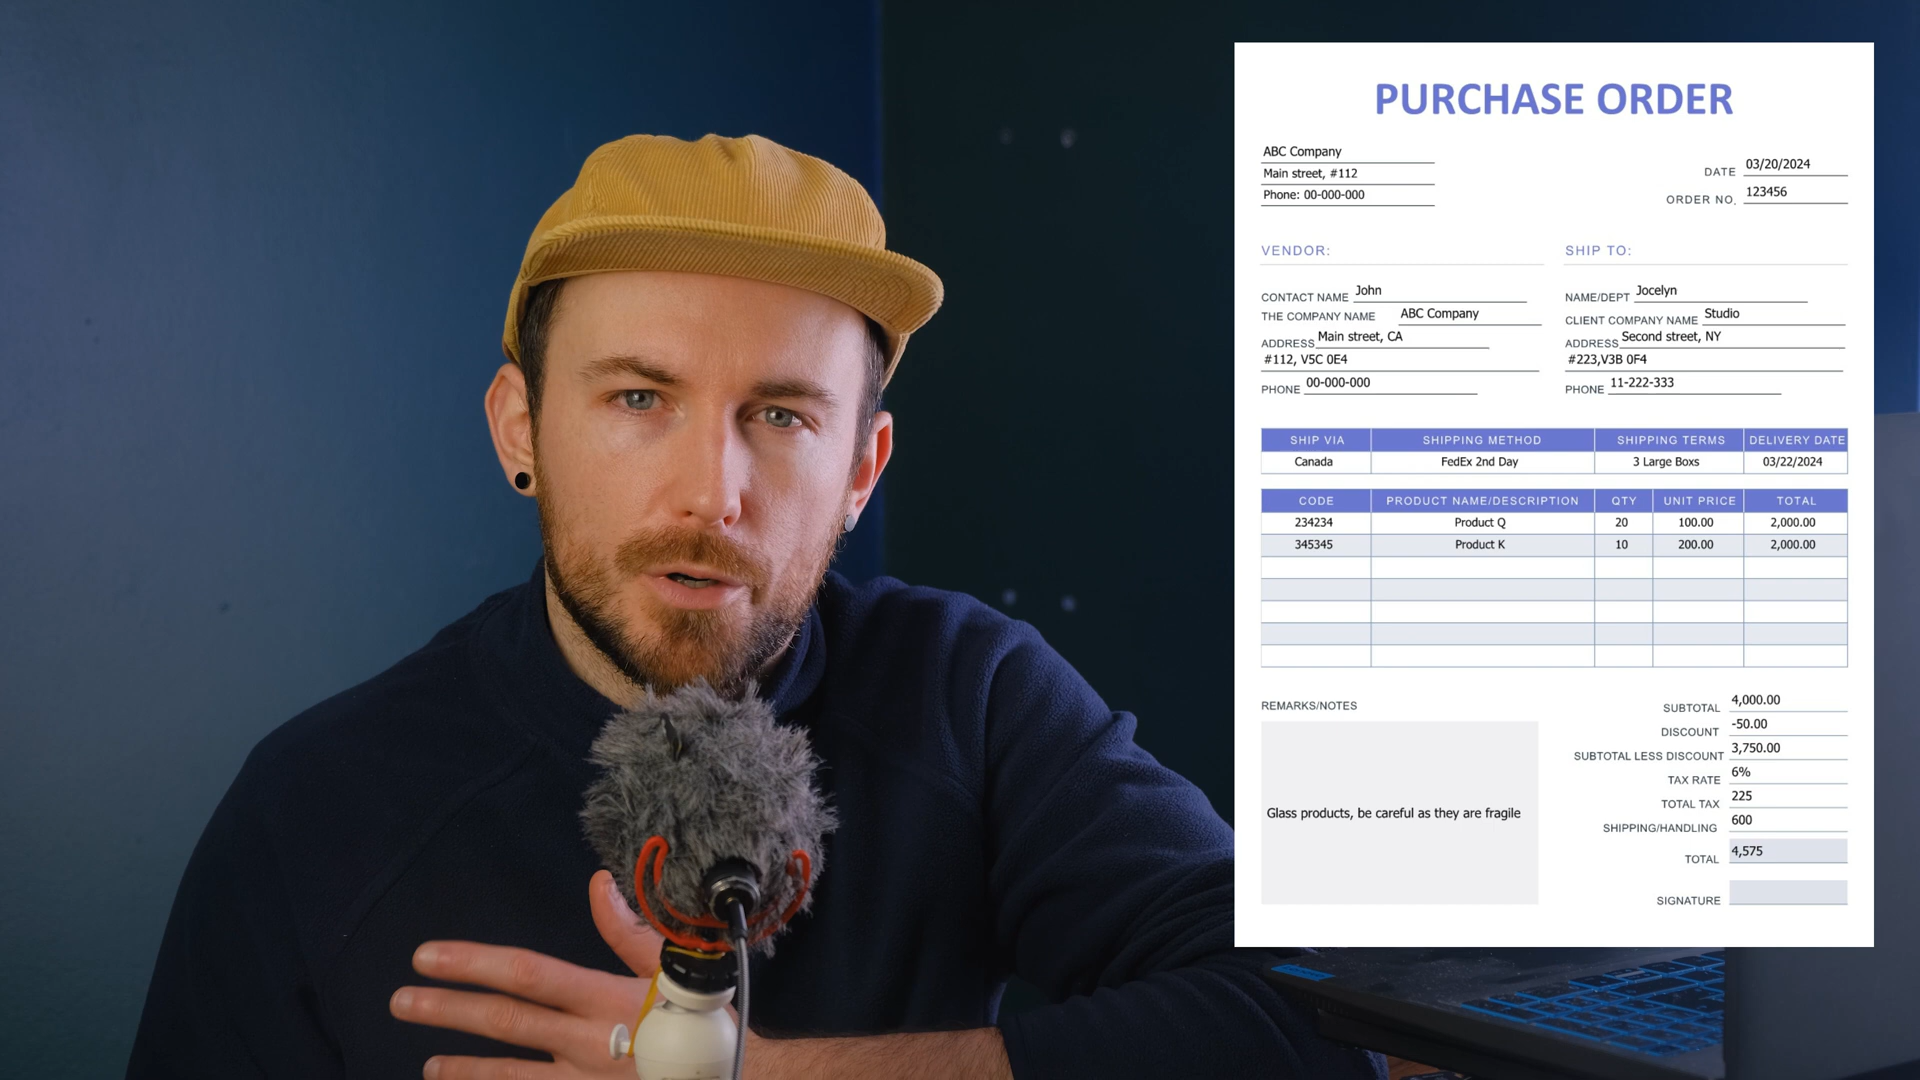 PURCHASE ORDER
ABC Company
Main street, #112
Phone: 00-000-000
DATE 03/20/2024
ORDER NO. 123456
VENDOR:
CONTACT NAME John
THE COMPANY NAME ABC Company
ADDRESS Main street, CA
#112, V5C 0E4
PHONE 00-000-000
SHIP TO:
NAME/DEPT Jocelyn
CLIENT COMPANY NAME Studio
ADDRESS Second street, NY
#223,V3B 0F4
PHONE 11-222-333
SHIP VIA SHIPPING METHOD SHIPPING TERMS DELIVERY DATE
Canada FedEx 2nd Day 3 Large Boxs 03/22/2024
CODE PRODUCT NAME/DESCRIPTION QTY UNIT PRICE TOTAL
234234 Product Q 20 100.00 2,000.00
345345 Product K 10 200.00 2,000.00
REMARKS/NOTES
Glass products, be careful as they are fragile
SUBTOTAL 4,000.00
DISCOUNT -50.00
SUBTOTAL LESS DISCOUNT 3,750.00
TAX RATE 6%
TOTAL TAX 225
SHIPPING/HANDLING 600
TOTAL 4,575
SIGNATURE